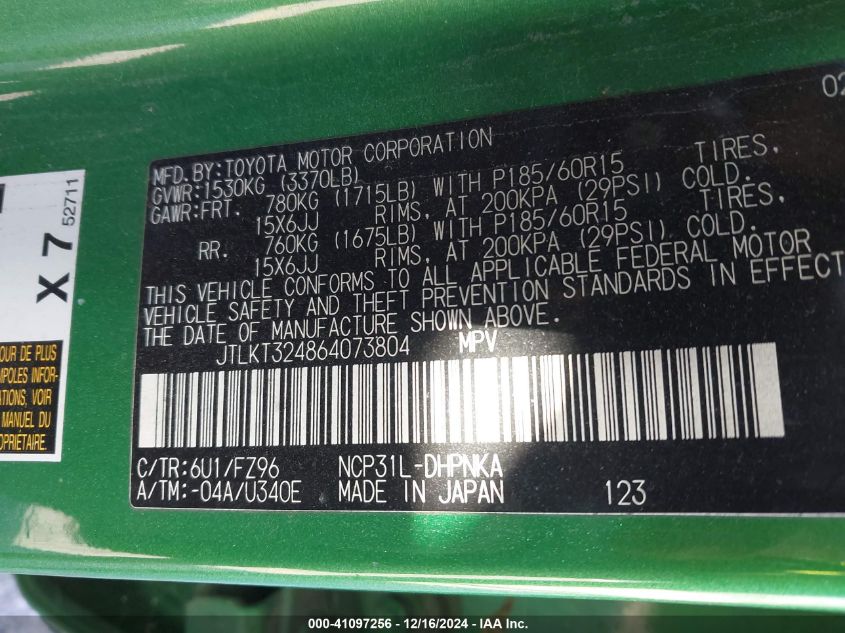 02
MFD.BY:TOYOTA MOTOR CORPORATION
GVWR:1530KG (3370LB)
GAWR:FRT. 780KG (1715LB) WITH P185/60R15 TIRES,
15X6JJ RIMS, AT 200KPA (29PSI) COLD.
RR. 760KG (1675LB) WITH P185/60R15 TIRES,
15X6JJ RIMS, AT 200KPA (29PSI) COLD.
THIS VEHICLE CONFORMS TO ALL APPLICABLE FEDERAL MOTOR
VEHICLE SAFETY AND THEFT PREVENTION STANDARDS IN EFFECT
THE DATE OF MANUFACTURE SHOWN ABOVE.
JTLKT324864073804 MPV
C/TR:6U1/FZ96 NCP31L-DHPNKA
A/TM:-04A/U340E MADE IN JAPAN 123
X 7
52711
OUR DE PLUS
MPOLES INFOR-
ATIONS, VOIR
MANUEL DU
OPRIÉTAIRE.
000-41097256 - 12/16/2024 - IAA Inc.